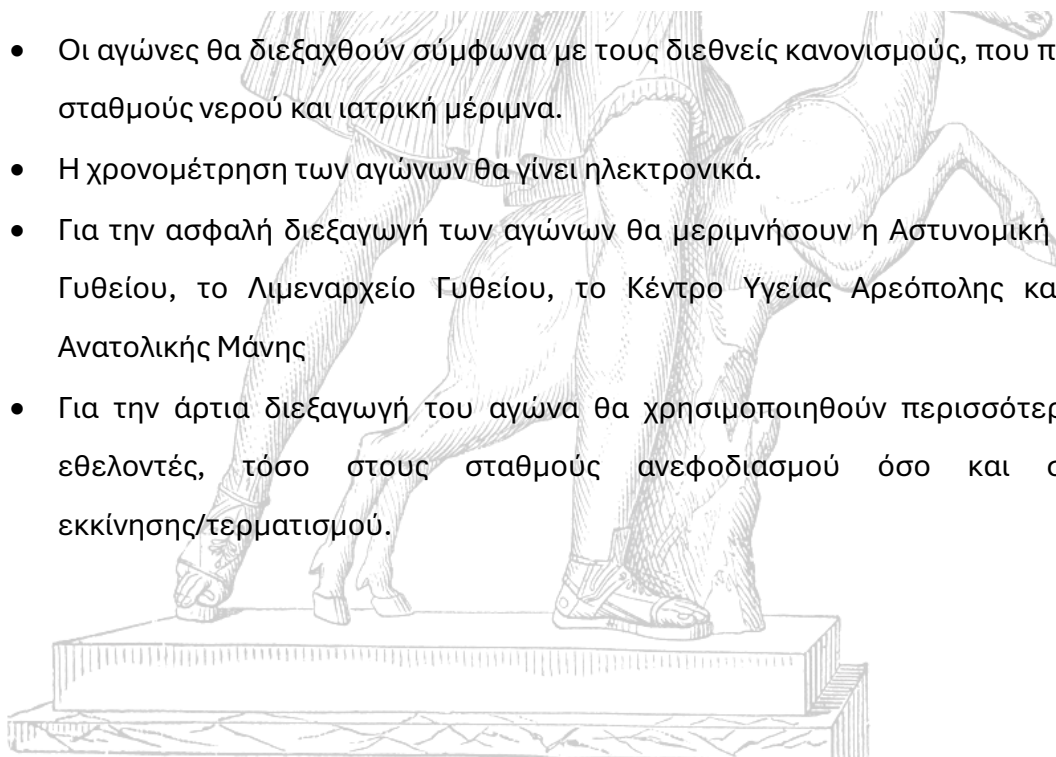 • Οι αγώνες θα διεξαχθούν σύμφωνα με τους διεθνείς κανονισμούς, που
σταθμούς νερού και ιατρική μέριμνα.
• Η χρονομέτρηση των αγώνων θα γίνει ηλεκτρονικά.
• Για την ασφαλή διεξαγωγή των αγώνων θα μεριμνήσουν η Αστυνομική
Γυθείου, το Λιμεναρχείο Γυθείου, το Κέντρο Υγείας Αρεόπολης
Ανατολικής Μάνης
• Για την άρτια διεξαγωγή του αγώνα θα χρησιμοποιηθούν
εθελοντές, τόσο στους σταθμούς ανεφοδιασμού όσο και
εκκίνησης/τερματισμού.